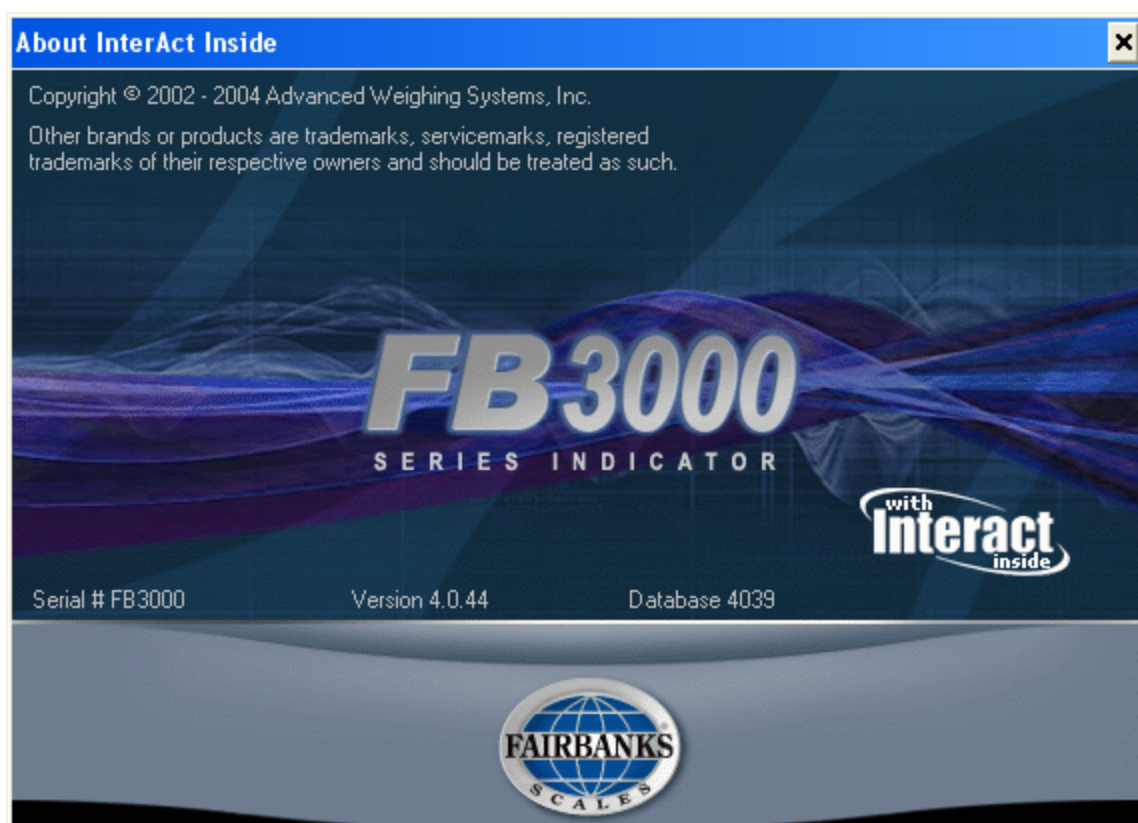 About InterAct Inside
Copyright © 2002 - 2004 Advanced Weighing Systems, Inc.
Other brands or products are trademarks, servicemarks, registered
trademarks of their respective owners and should be treated as such.
FB3000
SERIES INDICATOR
with
Interact
inside
Serial # FB3000 Version 4.0.44 Database 4039
FAIRBANKS
SCALES